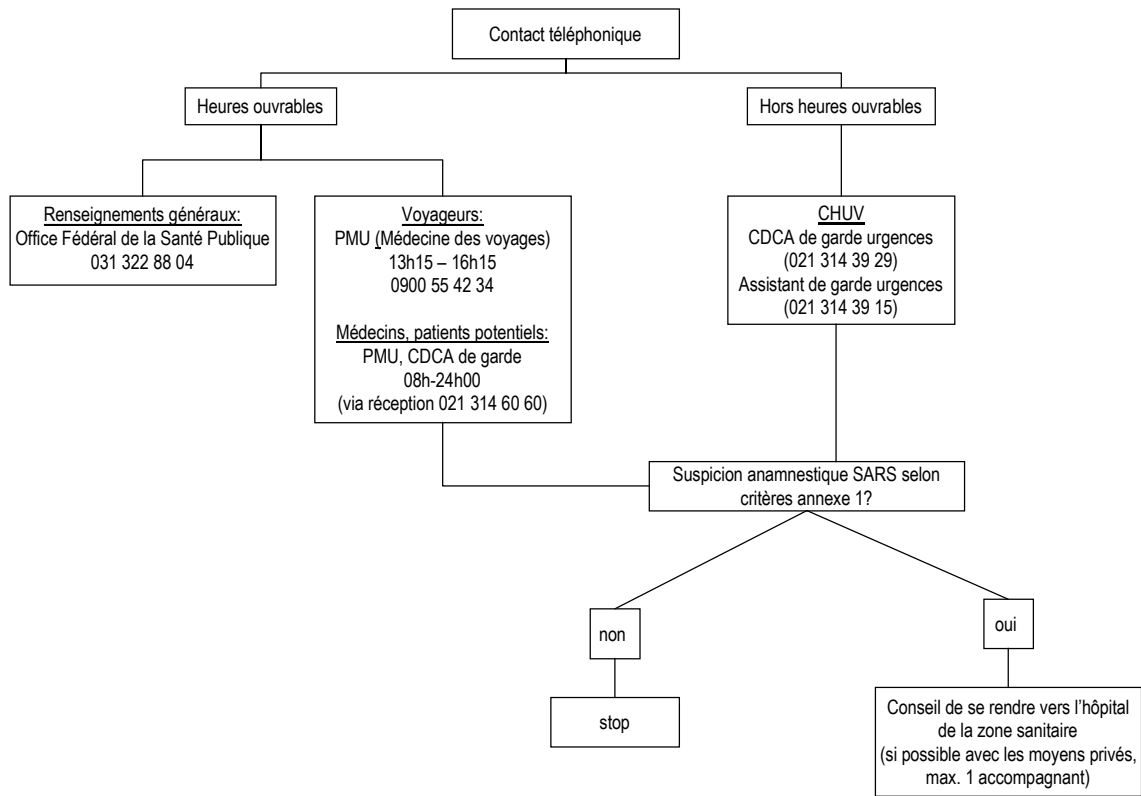 Contact téléphonique
Heures ouvrables
Hors heures ouvrables
Renseignements généraux:
Office Fédéral de la Santé Publique
031 322 88 04
Voyageurs:
PMU (Médecine des voyages)
13h15 – 16h15
0900 55 42 34
Médecins, patients potentiels:
PMU, CDCA de garde
08h-24h00
(via réception 021 314 60 60)
CHUV
CDCA de garde urgences
(021 314 39 29)
Assistant de garde urgences
(021 314 39 15)
Suspicion anamnestique SARS selon
critères annexe 1?
non
oui
stop
Conseil de se rendre vers l'hôpital
de la zone sanitaire
(si possible avec les moyens privés,
max. 1 accompagnant)